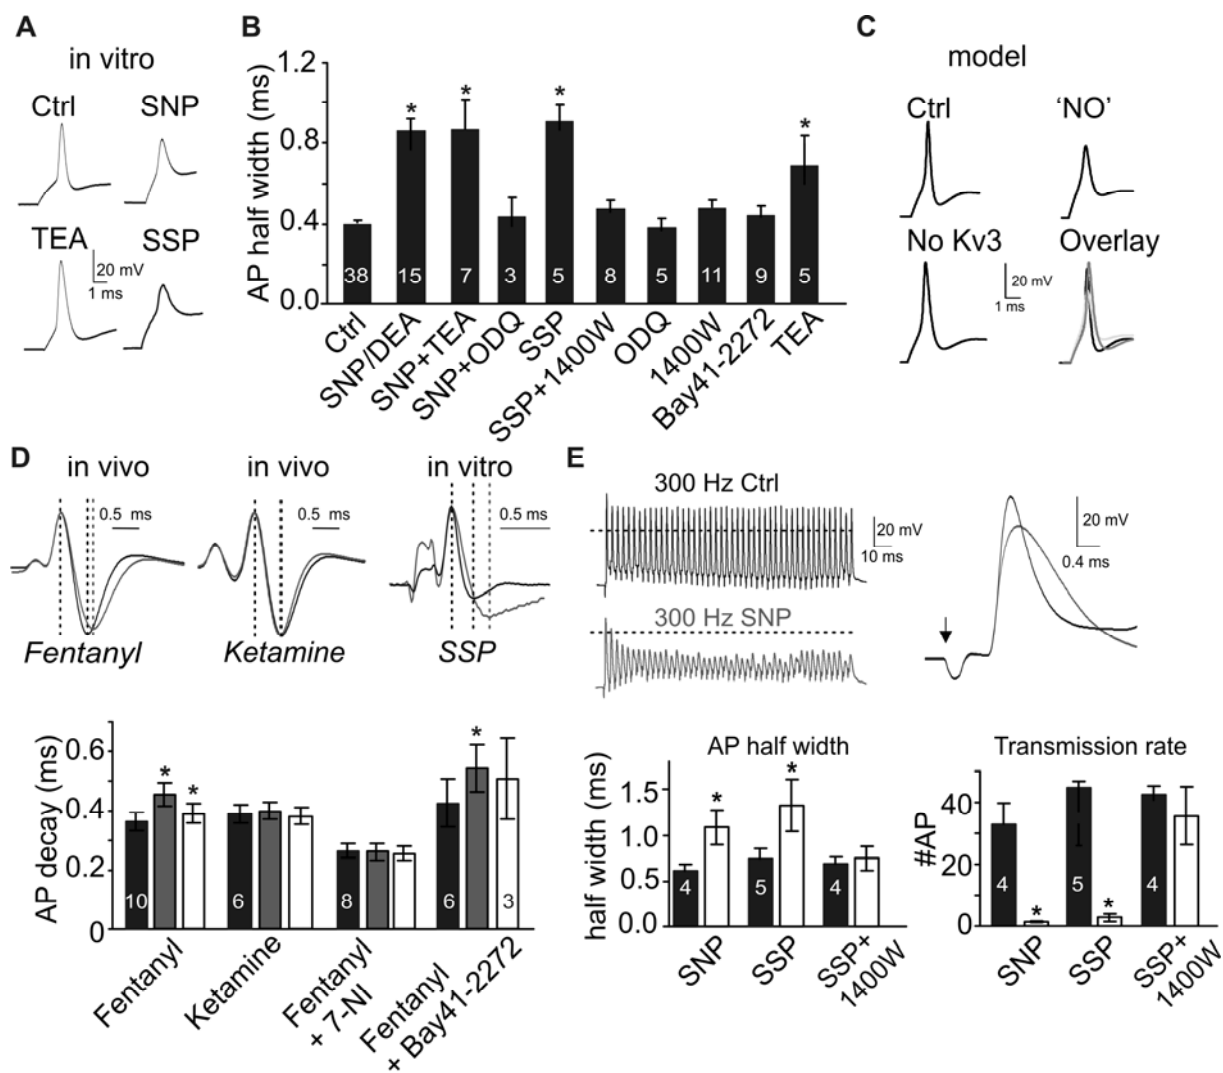 A
in vitro
Ctrl
SNP
TEA
SSP
20 mV
1 ms
B
AP half width (ms)
1.2
0.8
0.4
0.0
*
*
*
*
38
15
7
3
5
8
5
11
9
5
Ctrl
SNP/DEA
SNP+TEA
SNP+ODQ
SSP
SSP+1400W
ODQ
1400W
Bay41-2272
TEA
C
model
Ctrl
'NO'
No Kv3
Overlay
20 mV
1 ms
D
in vivo
in vivo
in vitro
0.5 ms
0.5 ms
0.5 ms
Fentanyl
Ketamine
SSP
AP decay (ms)
0.6
0.4
0.2
0
*
*
*
10
6
8
6
3
Fentanyl
Ketamine
Fentanyl
+ 7-NI
Fentanyl
+ Bay41-2272
E
300 Hz Ctrl
20 mV
10 ms
300 Hz SNP
20 mV
0.4 ms
AP half width
half width (ms)
1.5
1.0
0.5
0.0
*
*
4
5
4
SNP
SSP
SSP+
1400W
Transmission rate
#AP
40
20
0
4
5
4
*
*
SNP
SSP
SSP+
1400W